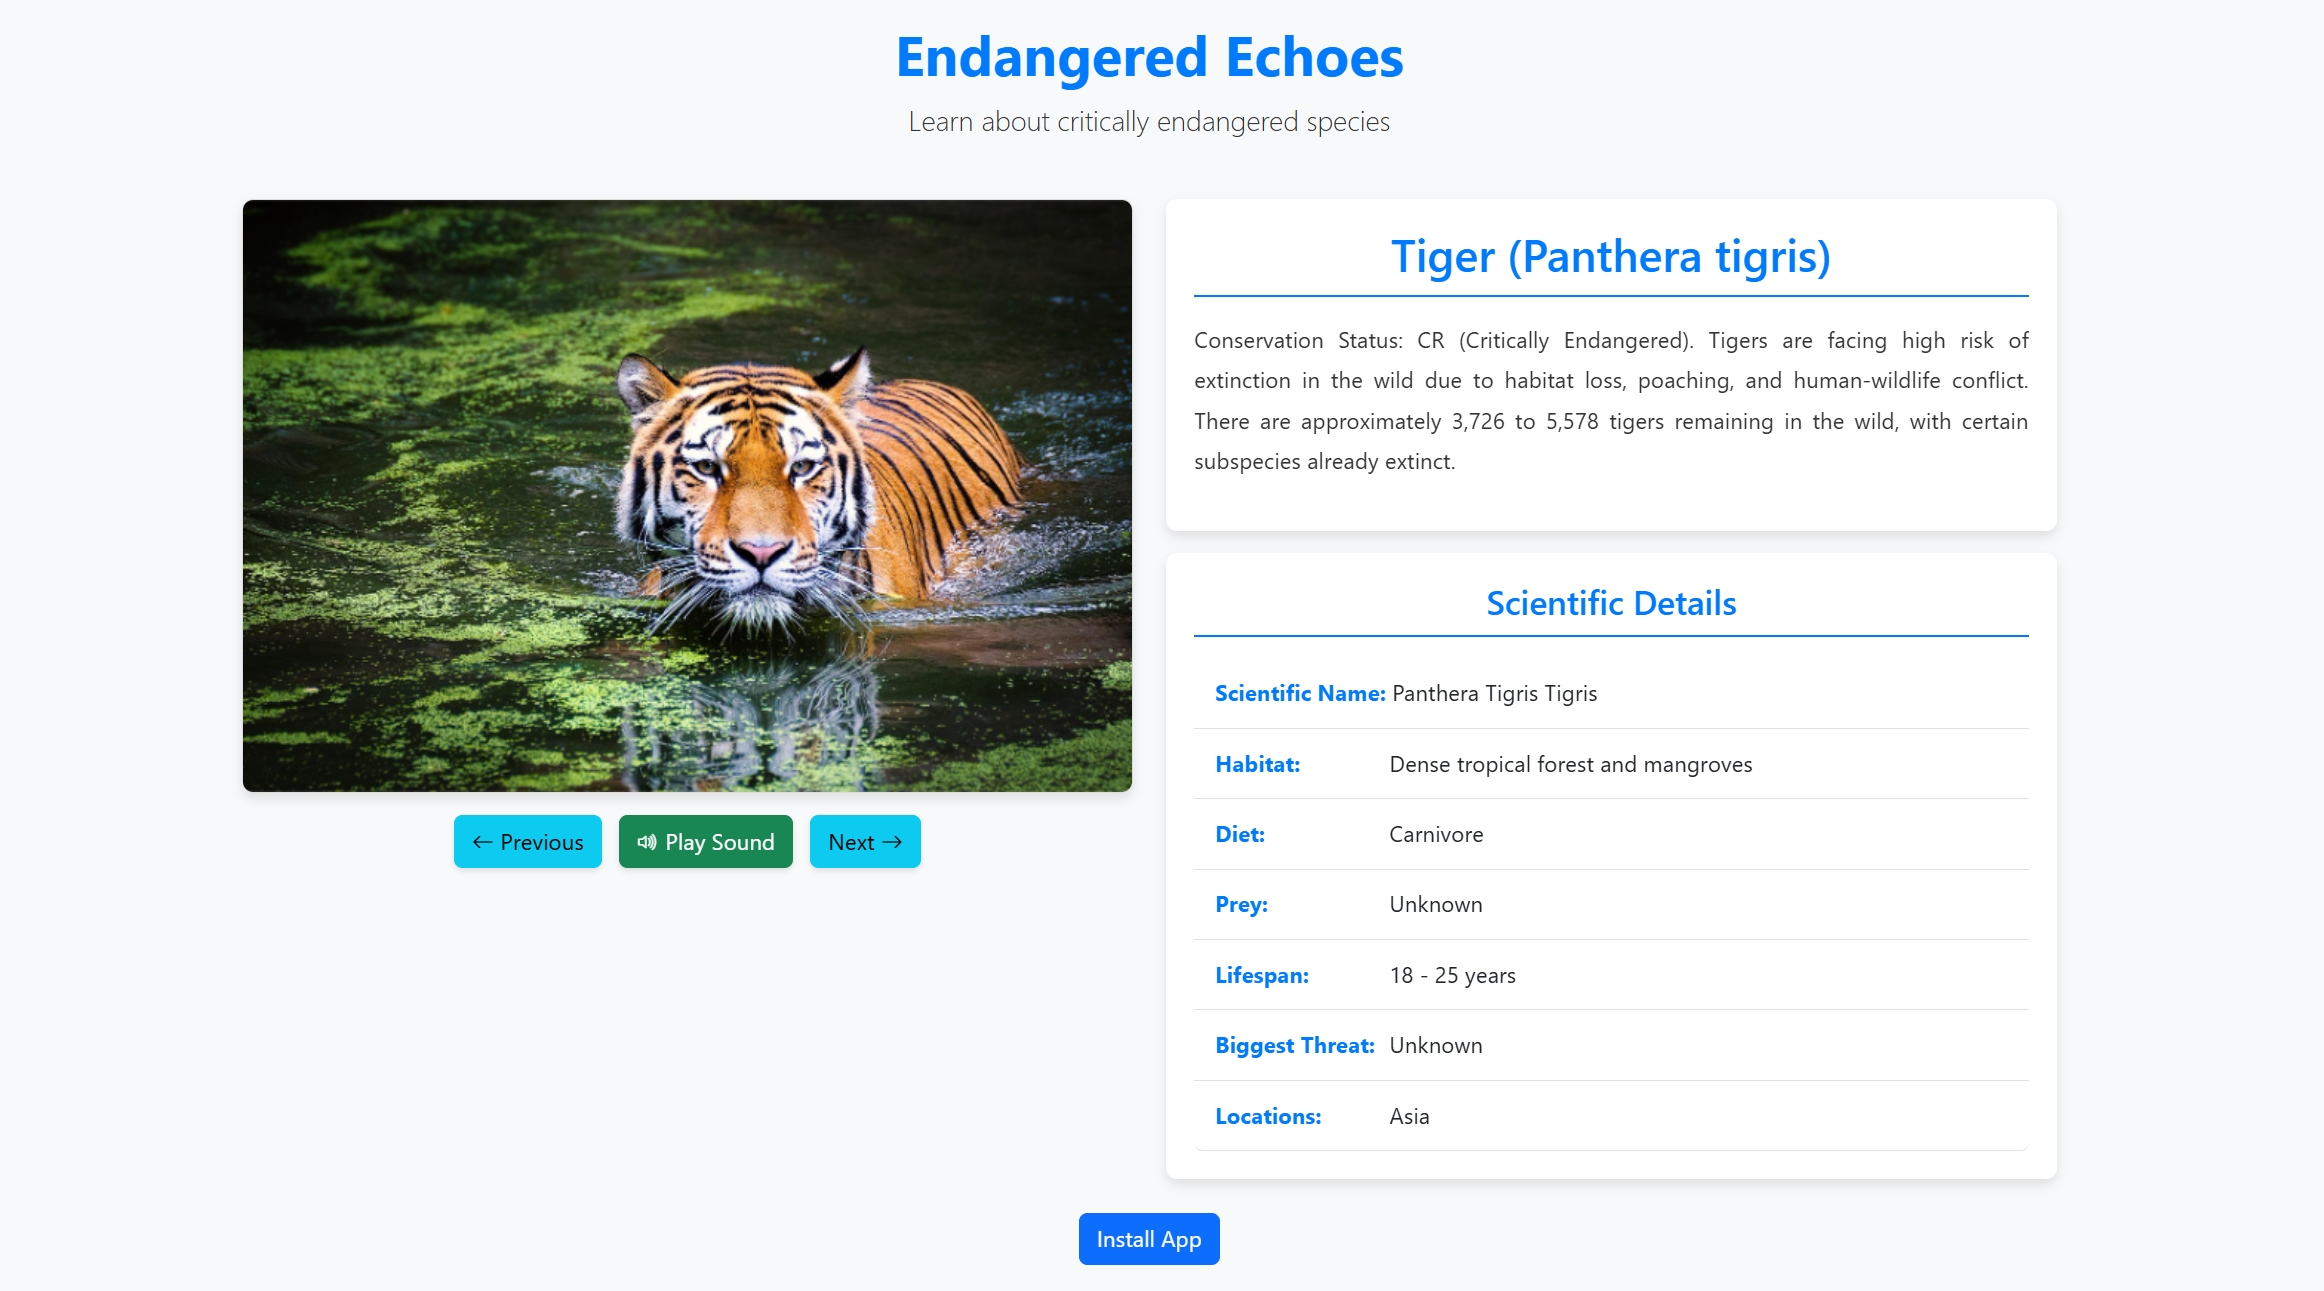 Endangered Echoes
Learn about critically endangered species
← Previous
Play Sound
Next →
Tiger (Panthera tigris)
Conservation Status: CR (Critically Endangered). Tigers are facing high risk of
extinction in the wild due to habitat loss, poaching, and human-wildlife conflict.
There are approximately 3,726 to 5,578 tigers remaining in the wild, with certain
subspecies already extinct.
Scientific Details
Scientific Name: Panthera Tigris Tigris
Habitat: Dense tropical forest and mangroves
Diet: Carnivore
Prey: Unknown
Lifespan: 18 - 25 years
Biggest Threat: Unknown
Locations: Asia
Install App